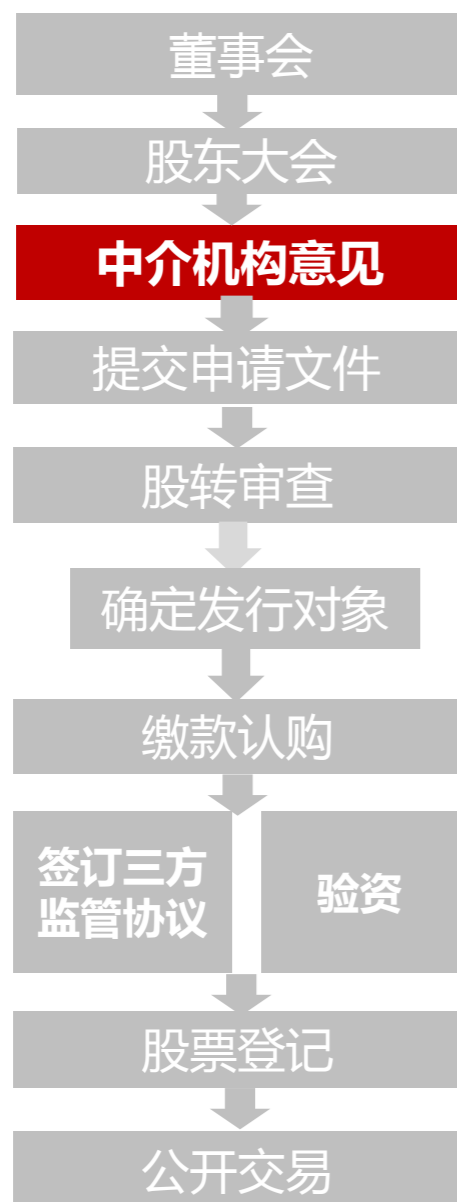 董事会
股东大会
中介机构意见
提交申请文件
股转审查
确定发行对象
缴款认购
签订三方
监管协议
验资
股票登记
公开交易